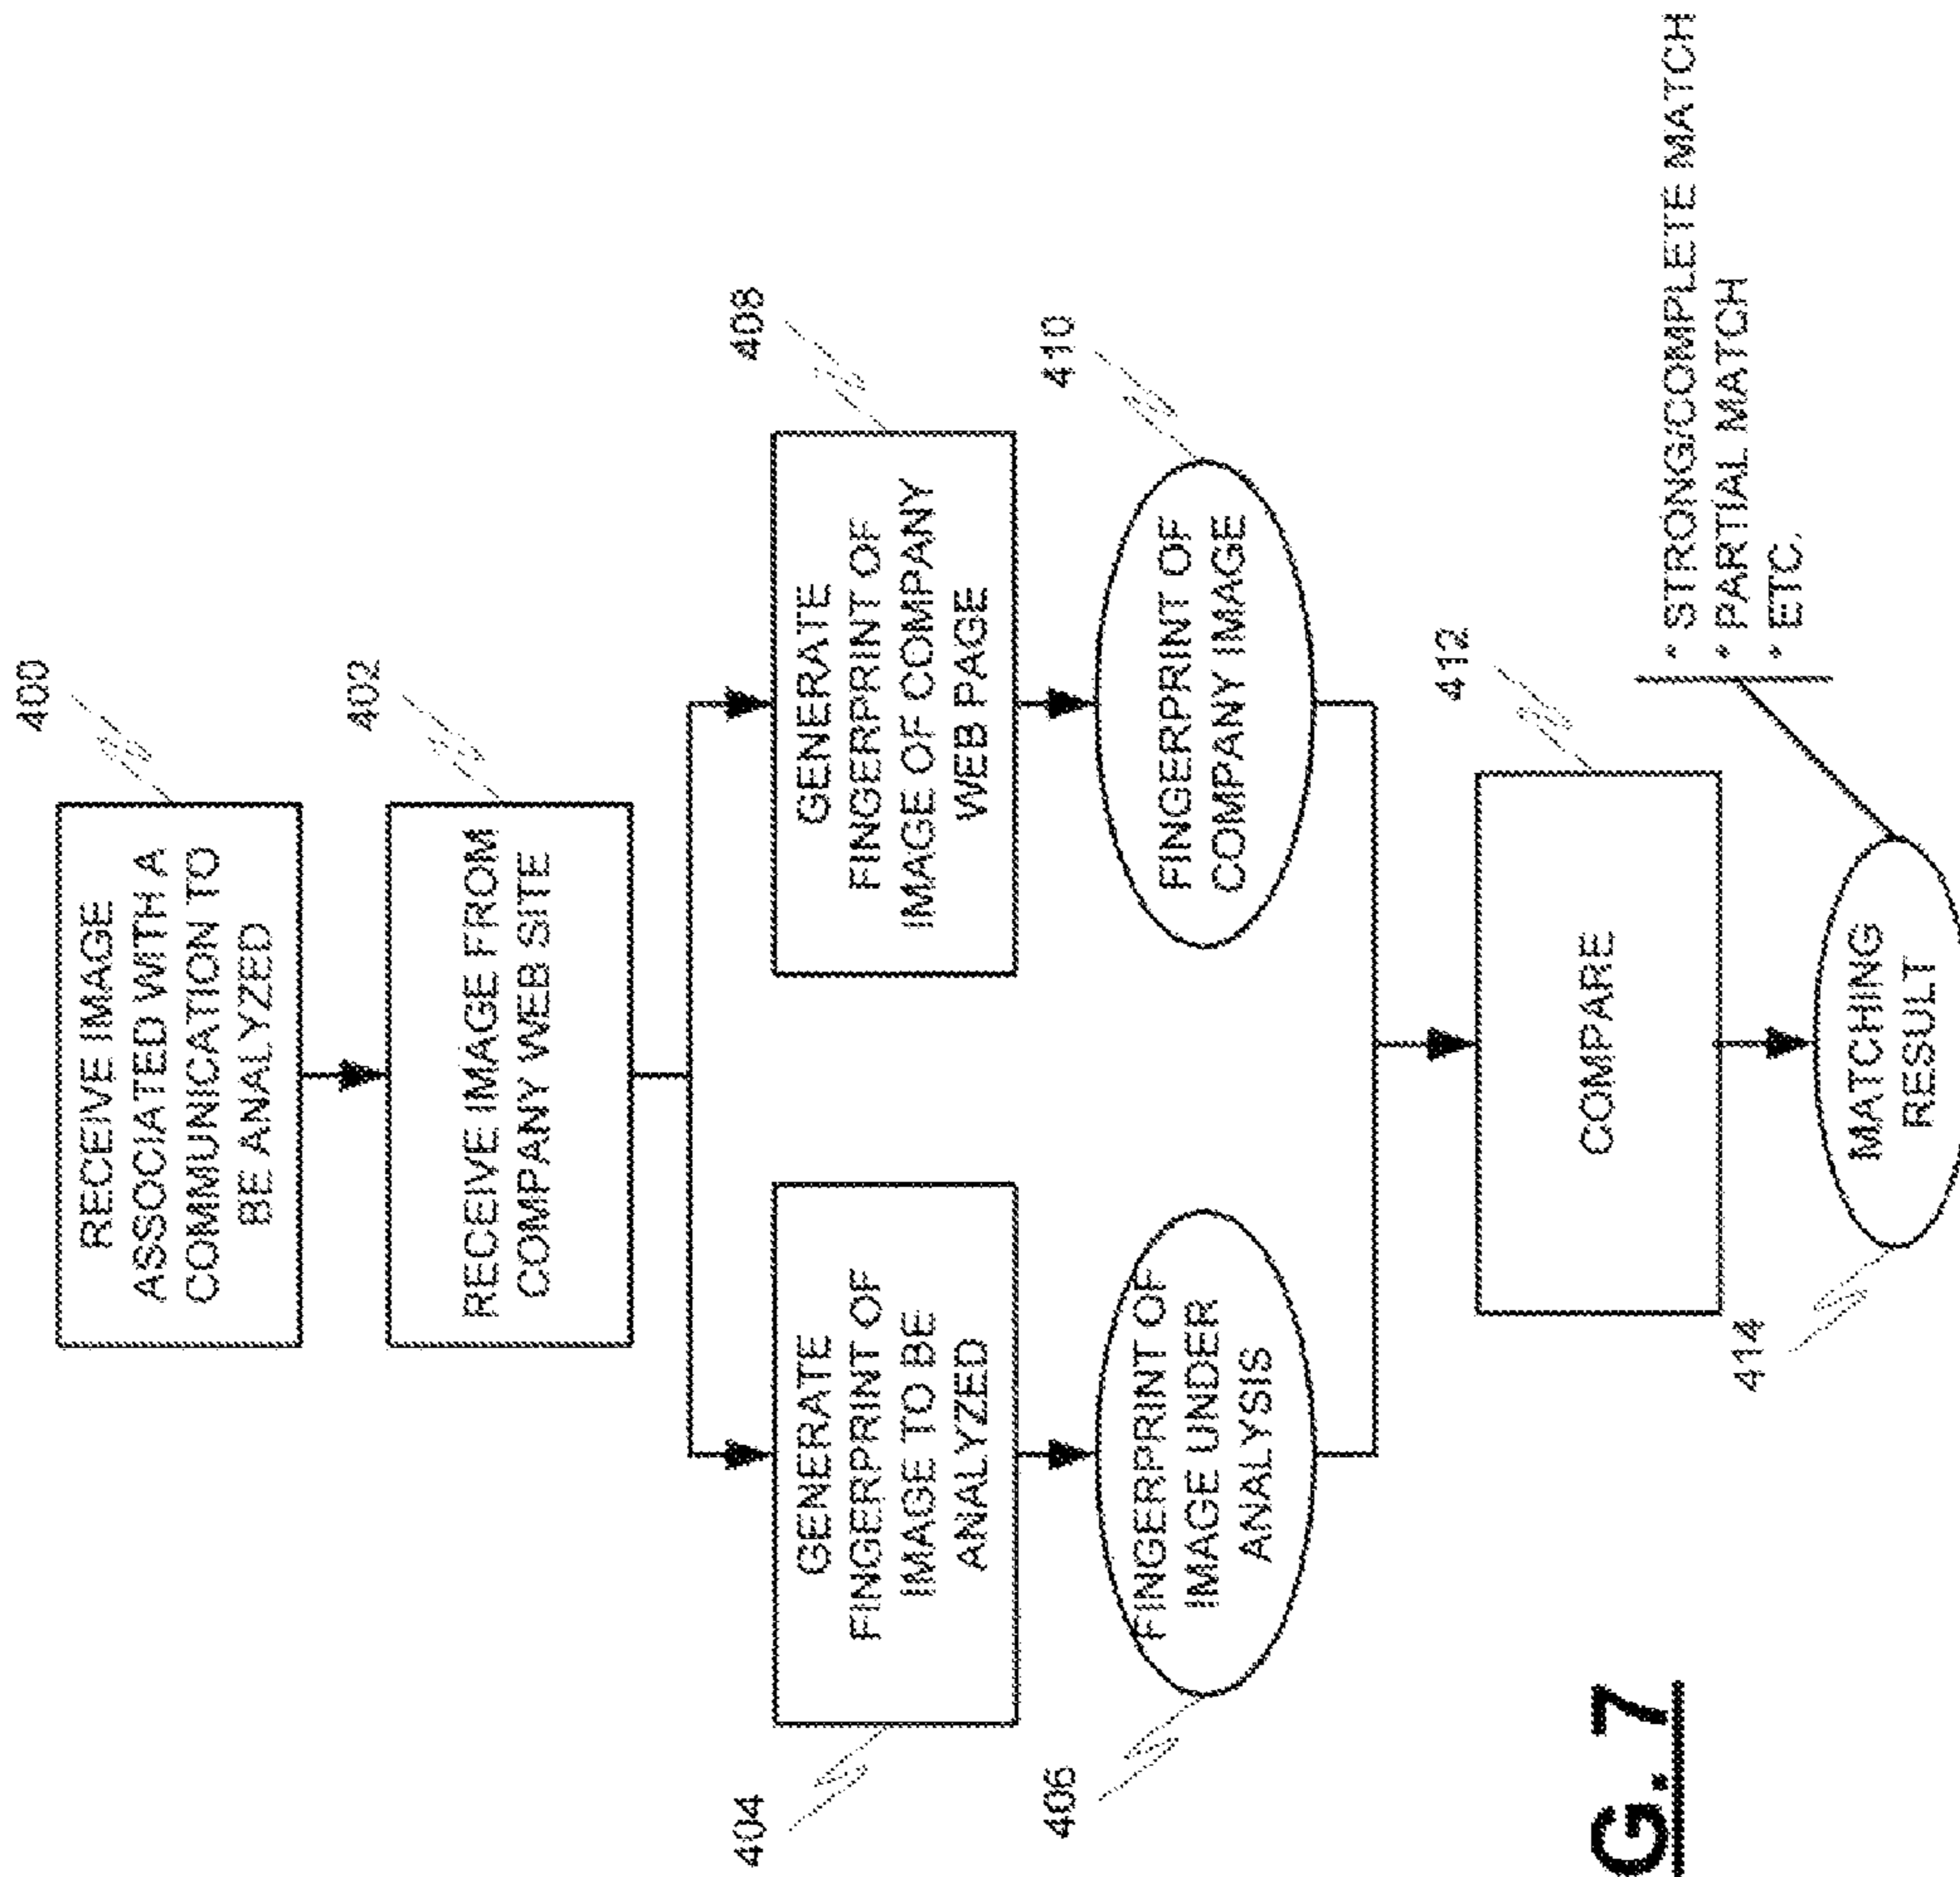 400
RECEIVE IMAGE
ASSOCIATED WITH A
COMMUNICATION TO
BE ANALYZED
402
RECEIVE IMAGE FROM
COMPANY WEB SITE
404
GENERATE
FINGERPRINT OF
IMAGE TO BE
ANALYZED
408
GENERATE
FINGERPRINT OF
IMAGE OF COMPANY
WEB PAGE
406
FINGERPRINT OF
IMAGE UNDER
ANALYSIS
410
FINGERPRINT OF
COMPANY IMAGE
412
COMPARE
414
MATCHING
RESULT
• STRONG/COMPLETE MATCH
• PARTIAL MATCH
• ETC.
G. 7